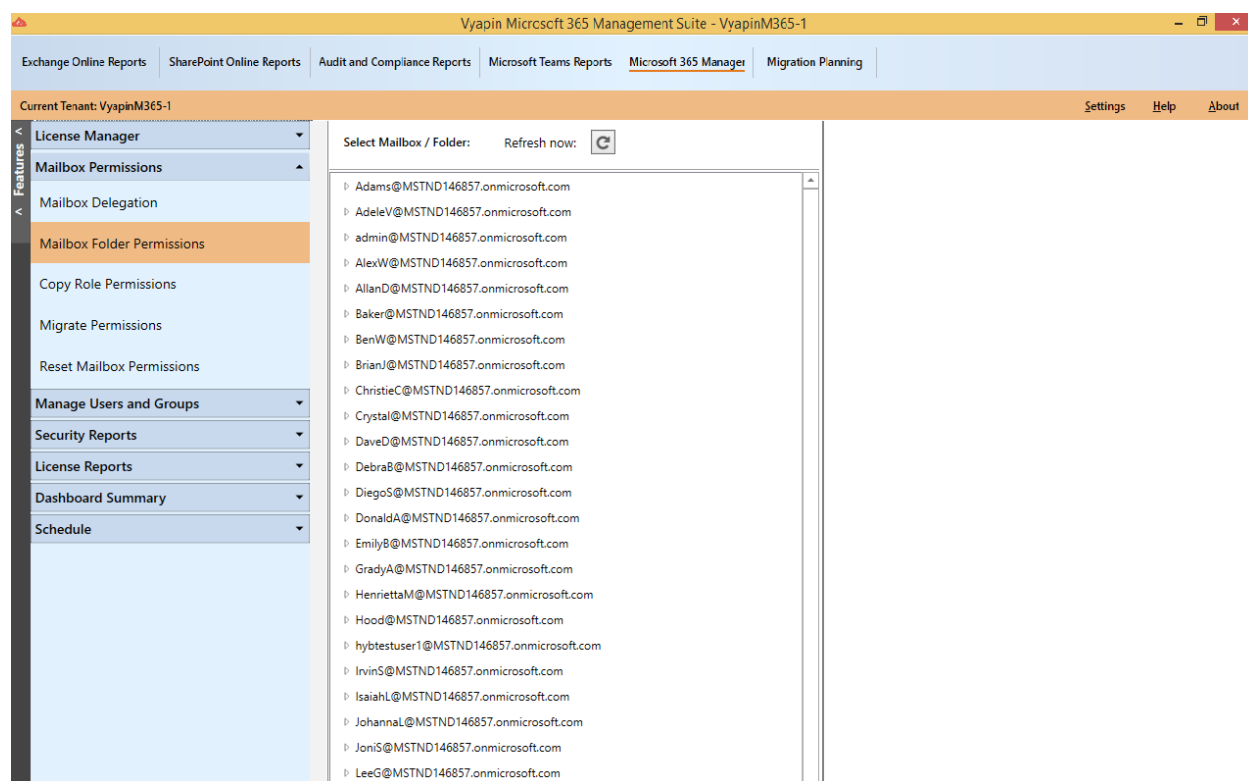 Vyapin Microsoft 365 Management Suite - VyapinM365-1
Exchange Online Reports SharePoint Online Reports Audit and Compliance Reports Microsoft Teams Reports Microsoft 365 Manager Migration Planning
Current Tenant: VyapinM365-1 Settings Help About
< Features <
License Manager
Mailbox Permissions
Mailbox Delegation
Mailbox Folder Permissions
Copy Role Permissions
Migrate Permissions
Reset Mailbox Permissions
Manage Users and Groups
Security Reports
License Reports
Dashboard Summary
Schedule
Select Mailbox / Folder: Refresh now:
Adams@MSTND146857.onmicrosoft.com
AdeleV@MSTND146857.onmicrosoft.com
admin@MSTND146857.onmicrosoft.com
AlexW@MSTND146857.onmicrosoft.com
AllanD@MSTND146857.onmicrosoft.com
Baker@MSTND146857.onmicrosoft.com
BenW@MSTND146857.onmicrosoft.com
BrianJ@MSTND146857.onmicrosoft.com
ChristieC@MSTND146857.onmicrosoft.com
Crystal@MSTND146857.onmicrosoft.com
DaveD@MSTND146857.onmicrosoft.com
DebraB@MSTND146857.onmicrosoft.com
DiegoS@MSTND146857.onmicrosoft.com
DonaldA@MSTND146857.onmicrosoft.com
EmilyB@MSTND146857.onmicrosoft.com
GradyA@MSTND146857.onmicrosoft.com
HenriettaM@MSTND146857.onmicrosoft.com
Hood@MSTND146857.onmicrosoft.com
hybtestuser1@MSTND146857.onmicrosoft.com
IrvinS@MSTND146857.onmicrosoft.com
IsaiahL@MSTND146857.onmicrosoft.com
JohannaL@MSTND146857.onmicrosoft.com
JoniS@MSTND146857.onmicrosoft.com
LeeG@MSTND146857.onmicrosoft.com